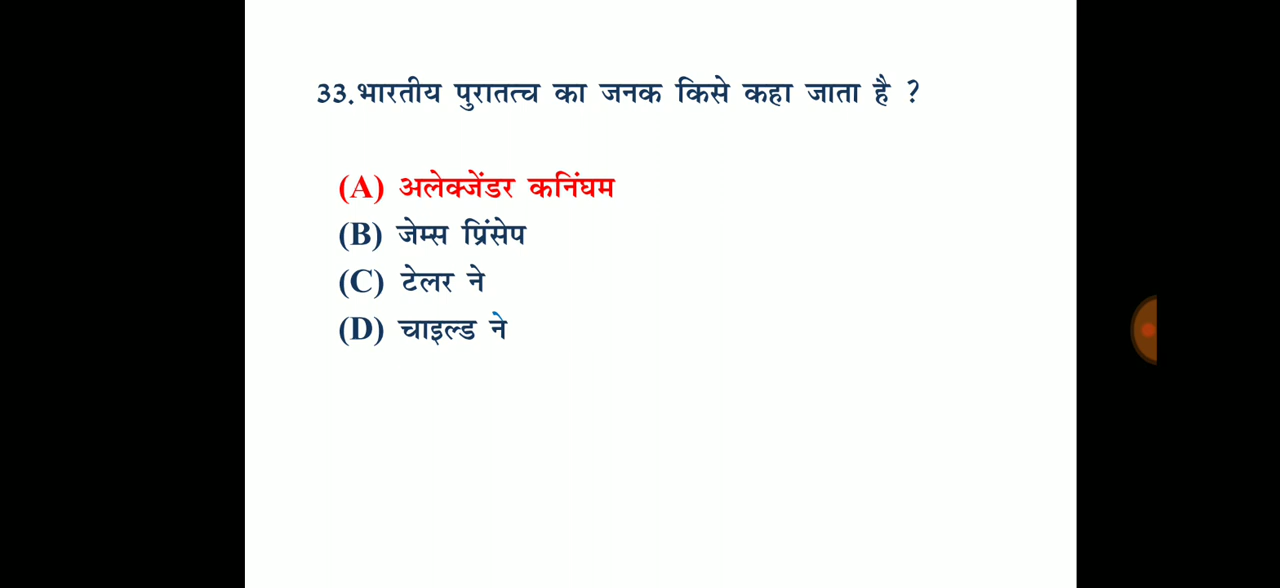 33.भारतीय पुरातत्च का जनक किसे कहा जाता है ?
(A) अलेक्जेंडर कनिंघम
(B) जेम्स प्रिंसेप
(C) टेलर ने
(D) चाइल्ड ने